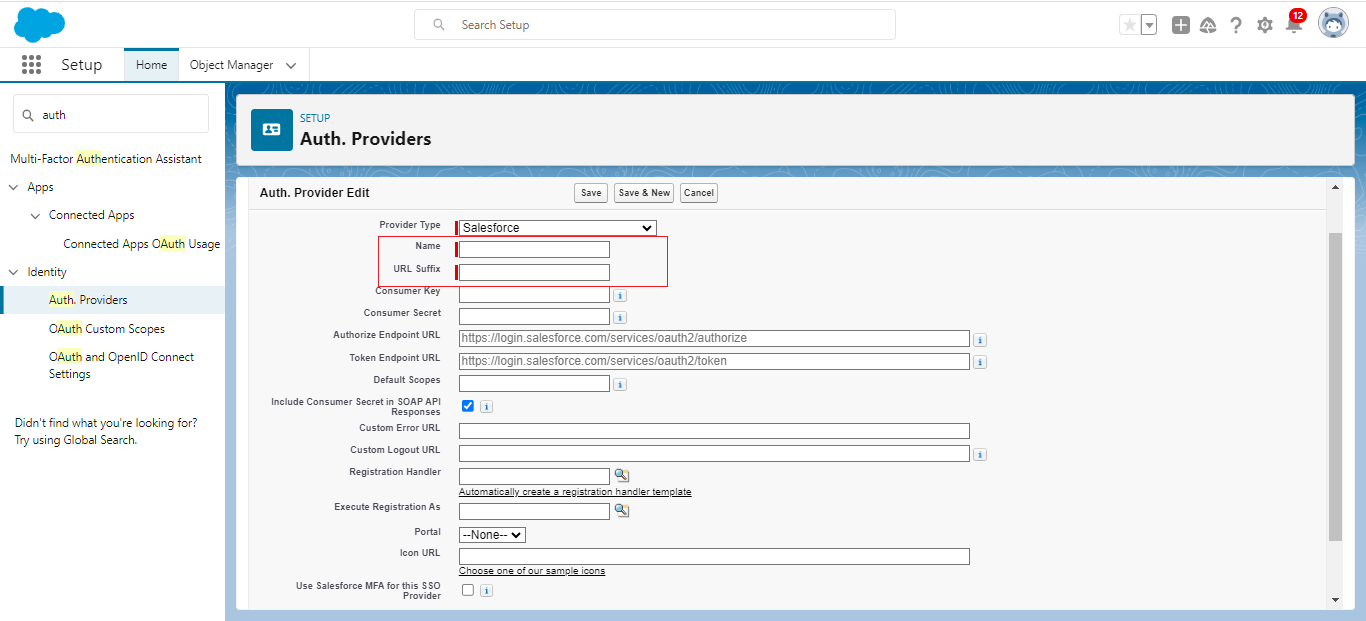 Search Setup
12
Setup
Home
Object Manager
auth
Multi-Factor Authentication Assistant
Apps
Connected Apps
Connected Apps OAuth Usage
Identity
Auth. Providers
OAuth Custom Scopes
OAuth and OpenID Connect
Settings
Didn't find what you're looking for?
Try using Global Search.
SETUP
Auth. Providers
Auth. Provider Edit
Save
Save & New
Cancel
Provider Type
Salesforce
Name
URL Suffix
Consumer Key
Consumer Secret
Authorize Endpoint URL
https://login.salesforce.com/services/oauth2/authorize
Token Endpoint URL
https://login.salesforce.com/services/oauth2/token
Default Scopes
Include Consumer Secret in SOAP API
Responses
Custom Error URL
Custom Logout URL
Registration Handler
Automatically create a registration handler template
Execute Registration As
Portal
--None--
Icon URL
Choose one of our sample icons
Use Salesforce MFA for this SSO
Provider